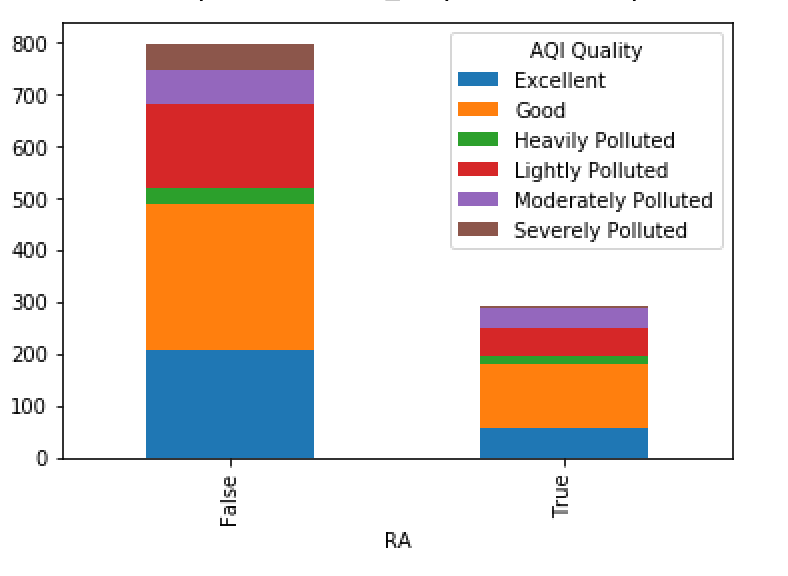 800
700
600
500
400
300
200
100
0
AQI Quality
Excellent
Good
Heavily Polluted
Lightly Polluted
Moderately Polluted
Severely Polluted
False
True
RA